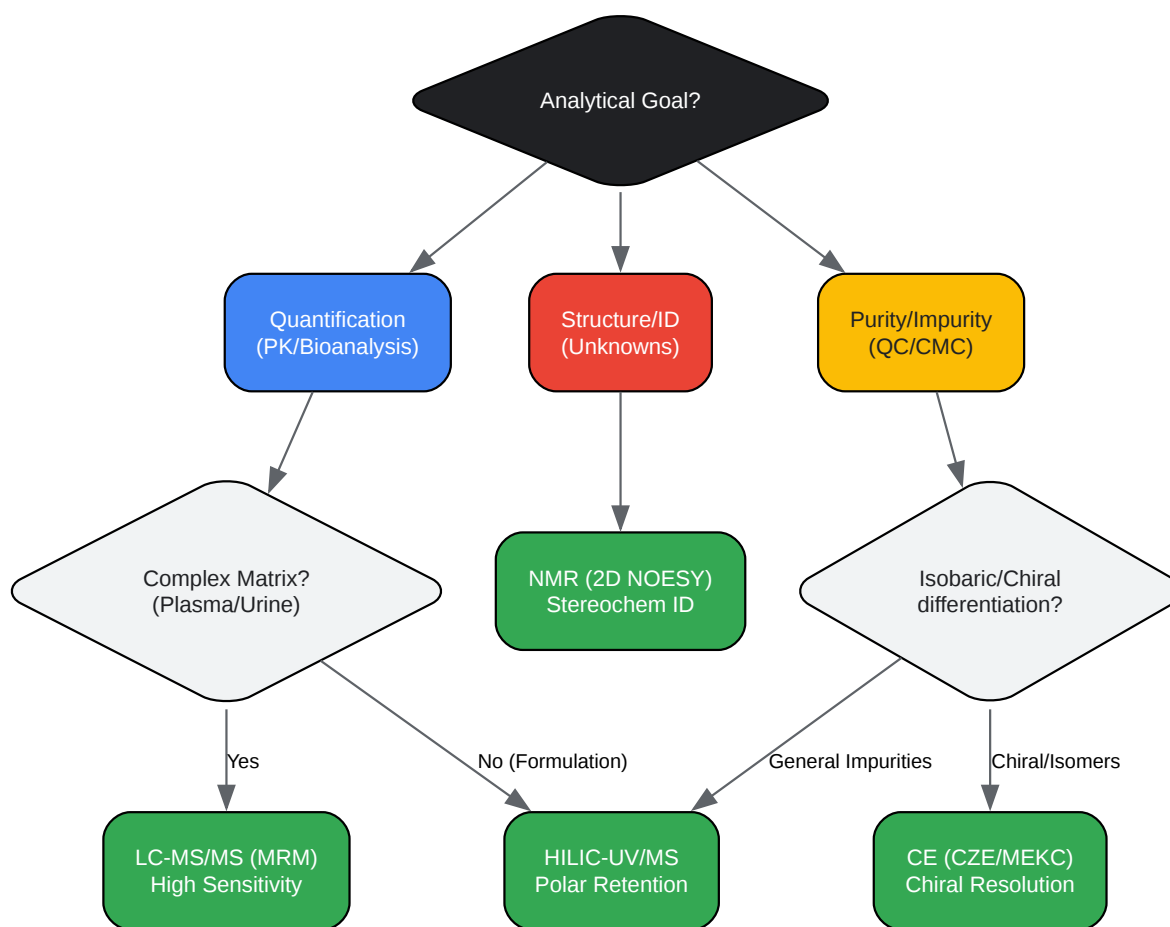 Analytical Goal?
Quantification
(PK/Bioanalysis)
Structure/ID
(Unknowns)
Purity/Impurity
(QC/CMC)
Complex Matrix?
(Plasma/Urine)
NMR (2D NOESY)
Stereochem ID
Isobaric/Chiral
differentiation?
Yes
No (Formulation)
General Impurities
Chiral/Isomers
LC-MS/MS (MRM)
High Sensitivity
HILIC-UV/MS
Polar Retention
CE (CZE/MEKC)
Chiral Resolution